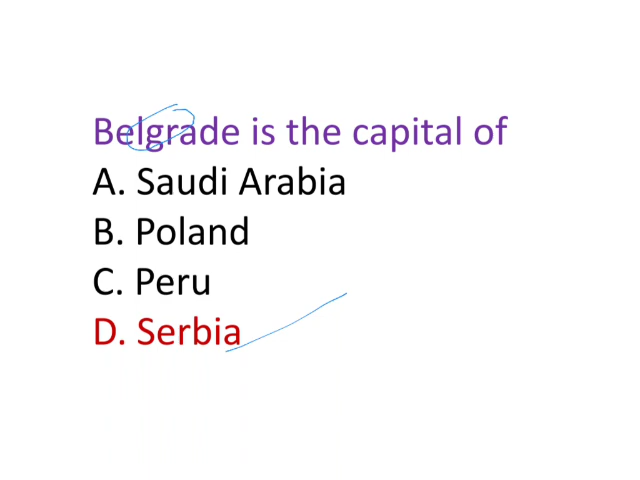 Belgrade is the capital of
A. Saudi Arabia
B. Poland
C. Peru
D. Serbia